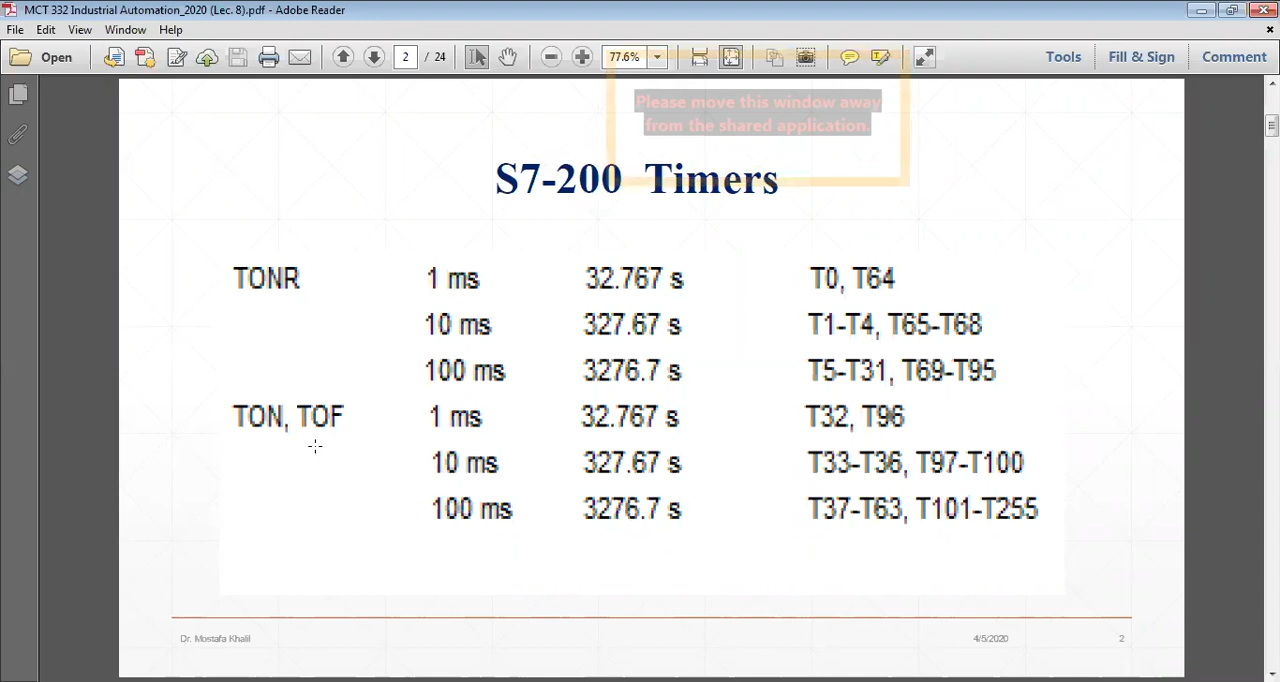 MCT 332 Industrial Automation_2020 (Lec. 8).pdf - Adobe Reader
File Edit View Window Help
Open 2 / 24 77.6% Tools Fill & Sign Comment
Please move this window away
from the shared application.
S7-200 Timers
TONR 1 ms 32.767 s T0, T64
10 ms 327.67 s T1-T4, T65-T68
100 ms 3276.7 s T5-T31, T69-T95
TON, TOF 1 ms 32.767 s T32, T96
10 ms 327.67 s T33-T36, T97-T100
100 ms 3276.7 s T37-T63, T101-T255
Dr. Mostafa Khalil 4/5/2020 2